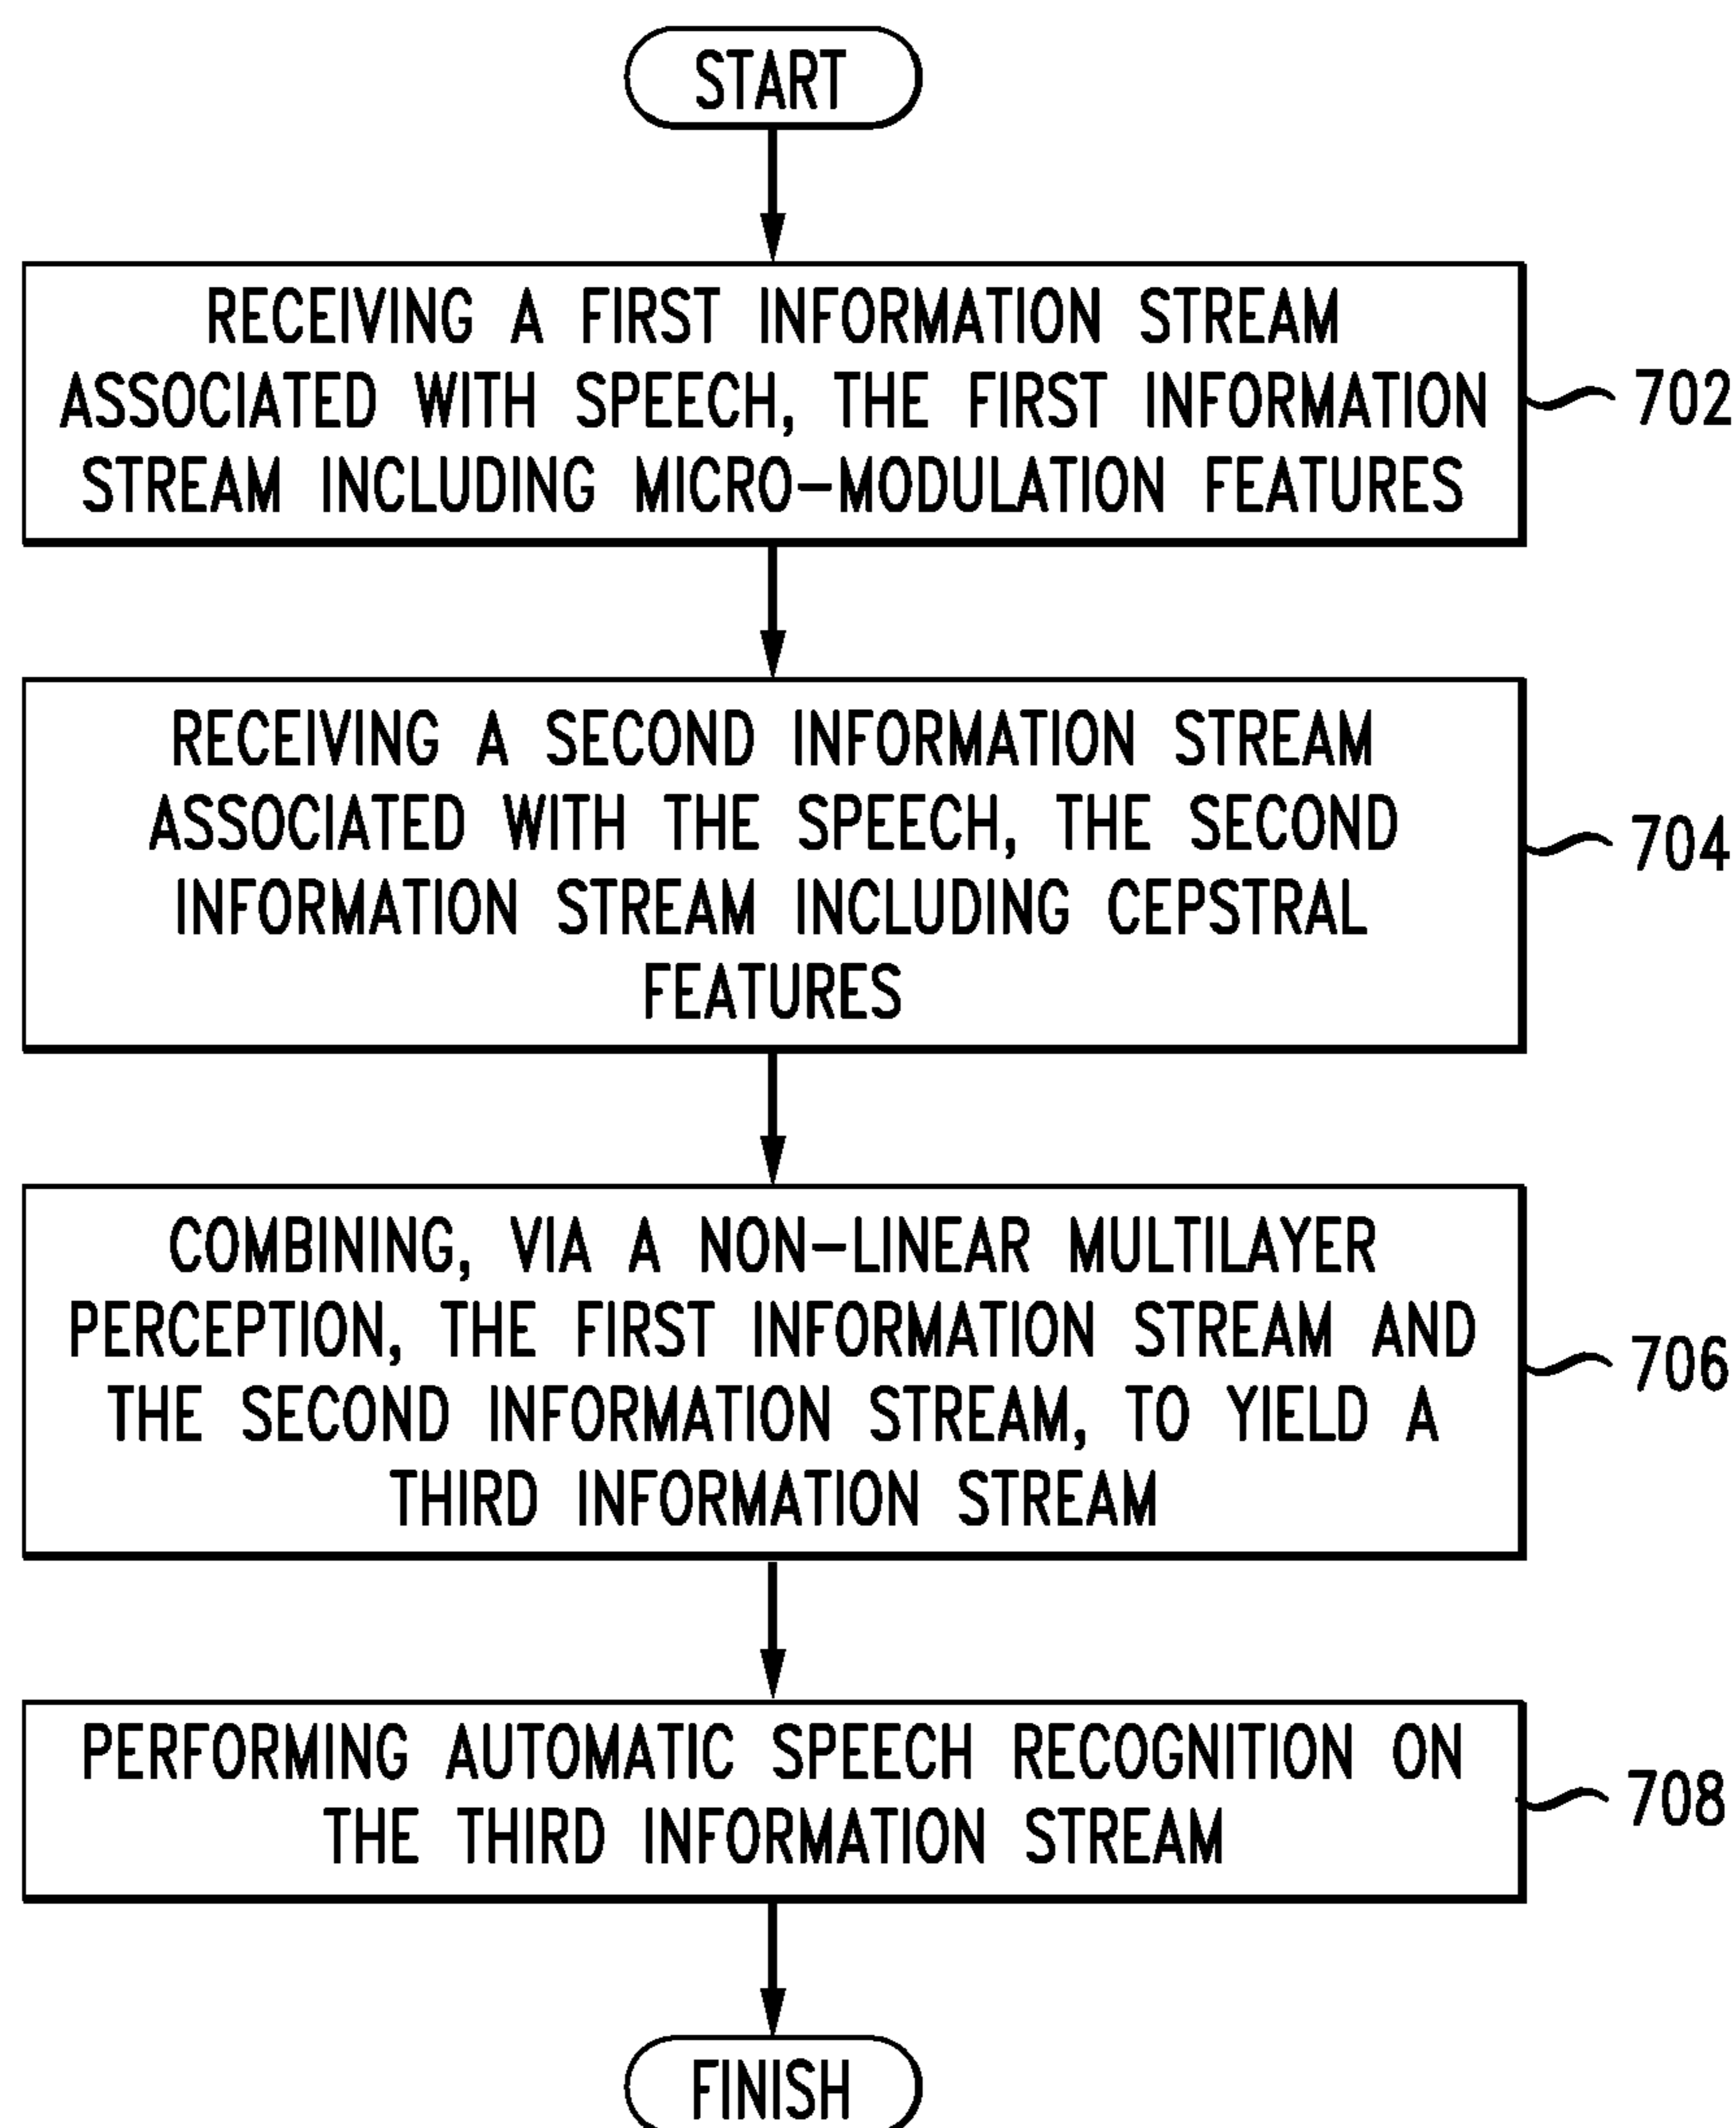 START
RECEIVING A FIRST INFORMATION STREAM
ASSOCIATED WITH SPEECH, THE FIRST INFORMATION
STREAM INCLUDING MICRO-MODULATION FEATURES
702
RECEIVING A SECOND INFORMATION STREAM
ASSOCIATED WITH THE SPEECH, THE SECOND
INFORMATION STREAM INCLUDING CEPSTRAL
FEATURES
704
COMBINING, VIA A NON-LINEAR MULTILAYER
PERCEPTION, THE FIRST INFORMATION STREAM AND
THE SECOND INFORMATION STREAM, TO YIELD A
THIRD INFORMATION STREAM
706
PERFORMING AUTOMATIC SPEECH RECOGNITION ON
THE THIRD INFORMATION STREAM
708
FINISH